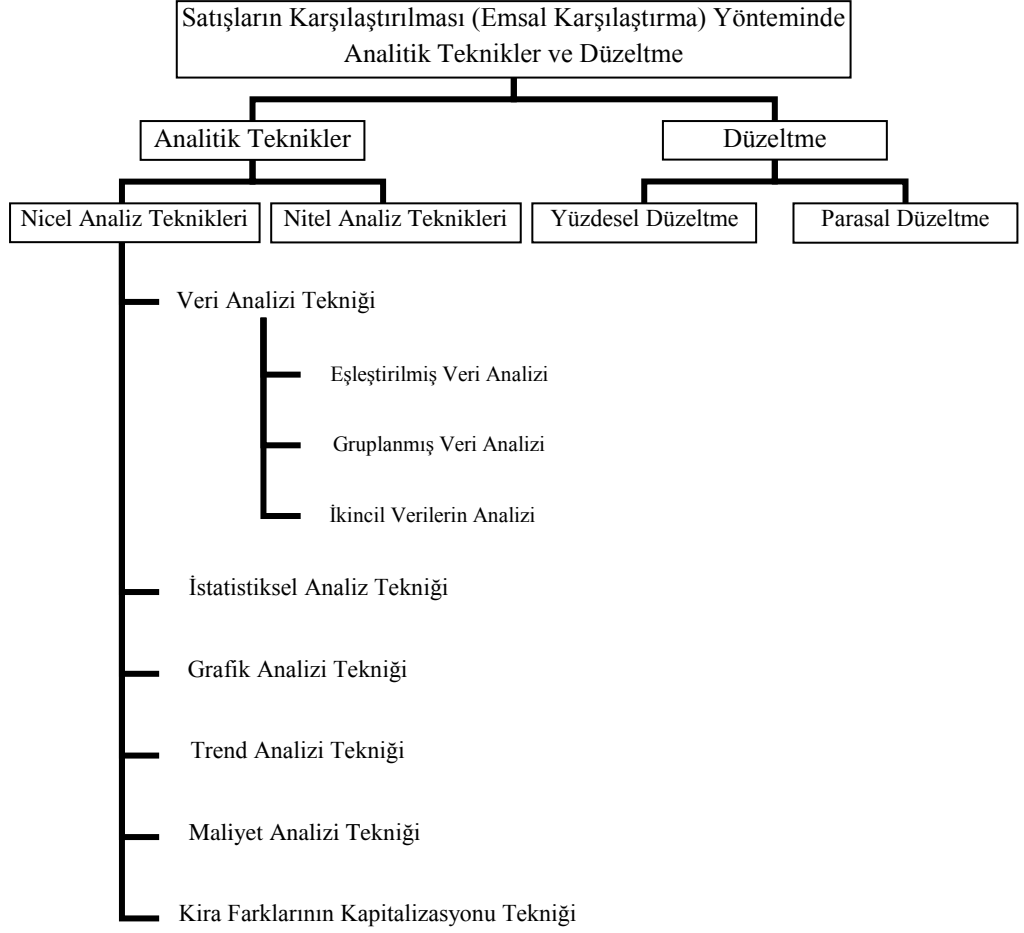 Satışların Karşılaştırılması (Emsal Karşılaştırma) Yönteminde
Analitik Teknikler ve Düzeltme
Analitik Teknikler
Düzeltme
Nicel Analiz Teknikleri
Nitel Analiz Teknikleri
Yüzdesel Düzeltme
Parasal Düzeltme
Veri Analizi Tekniği
Eşleştirilmiş Veri Analizi
Gruplanmış Veri Analizi
İkincil Verilerin Analizi
İstatistiksel Analiz Tekniği
Grafik Analizi Tekniği
Trend Analizi Tekniği
Maliyet Analizi Tekniği
Kira Farklarının Kapitalizasyonu Tekniği